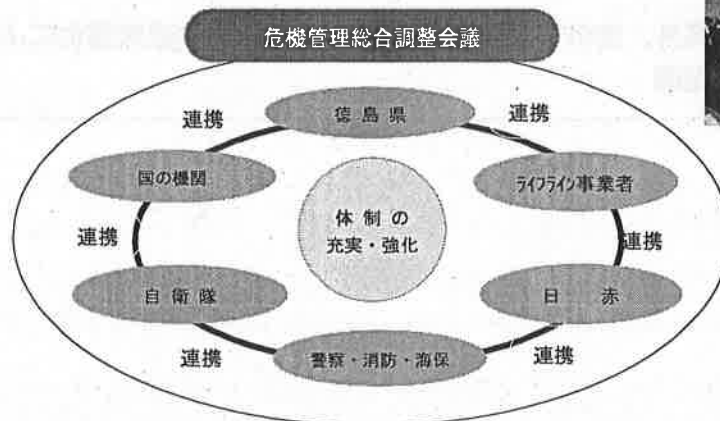 危機管理総合調整会議
徳島県
連携
連携
国の機関
ライフライン事業者
体制の
充実・強化
連携
連携
自衛隊
日 赤
連携
警察・消防・海保
連携